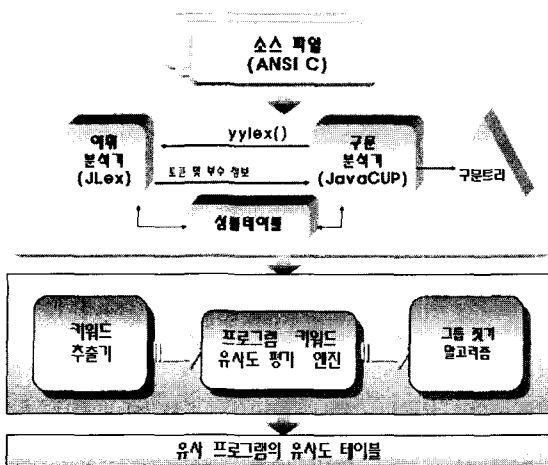 소스 파일
(ANSI C)
어휘
분석기
(JLex)
yylex()
토큰 및 부수 정보
구문
분석기
(JavaCUP)
구문트리
심볼테이블
키워드
추출기
프로그램 키워드
유사도 평가 엔진
그룹 짓기
알고리즘
유사 프로그램의 유사도 테이블